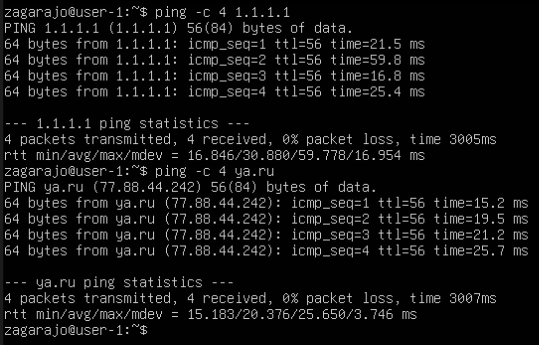 zagarajo@user-1:~$ ping -c 4 1.1.1.1
PING 1.1.1.1 (1.1.1.1) 56(84) bytes of data.
64 bytes from 1.1.1.1: icmp_seq=1 ttl=56 time=21.5 ms
64 bytes from 1.1.1.1: icmp_seq=2 ttl=56 time=59.8 ms
64 bytes from 1.1.1.1: icmp_seq=3 ttl=56 time=16.8 ms
64 bytes from 1.1.1.1: icmp_seq=4 ttl=56 time=25.4 ms
--- 1.1.1.1 ping statistics ---
4 packets transmitted, 4 received, 0% packet loss, time 3005ms
rtt min/avg/max/mdev = 16.846/30.880/59.778/16.954 ms
zagarajo@user-1:~$ ping -c 4 ya.ru
PING ya.ru (77.88.44.242) 56(84) bytes of data.
64 bytes from ya.ru (77.88.44.242): icmp_seq=1 ttl=56 time=15.2 ms
64 bytes from ya.ru (77.88.44.242): icmp_seq=2 ttl=56 time=19.5 ms
64 bytes from ya.ru (77.88.44.242): icmp_seq=3 ttl=56 time=21.2 ms
64 bytes from ya.ru (77.88.44.242): icmp_seq=4 ttl=56 time=25.7 ms
--- ya.ru ping statistics ---
4 packets transmitted, 4 received, 0% packet loss, time 3007ms
rtt min/avg/max/mdev = 15.183/20.376/25.650/3.746 ms
zagarajo@user-1:~$